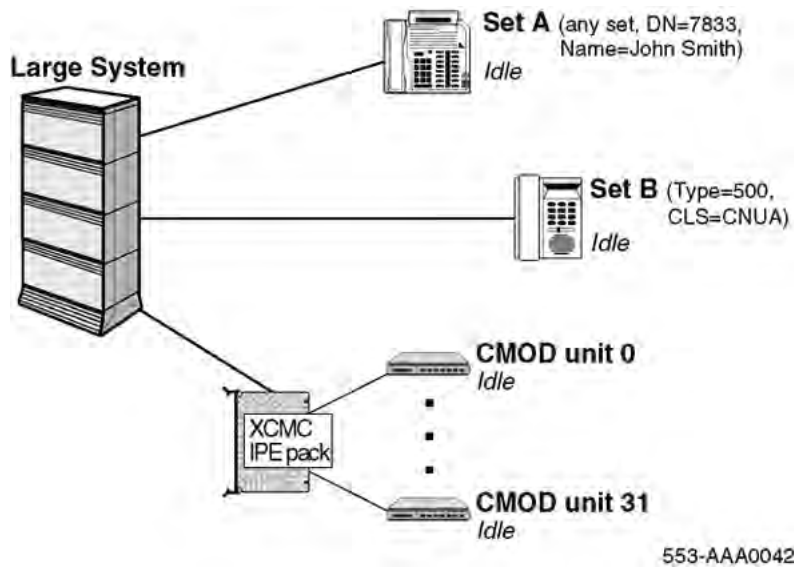 Set A (any set, DN=7833,
Name=John Smith)
Idle
Large System
Set B (Type=500,
CLS=CNUA)
Idle
CMOD unit 0
Idle
XCMC
IPE pack
CMOD unit 31
Idle
553-AAA0042